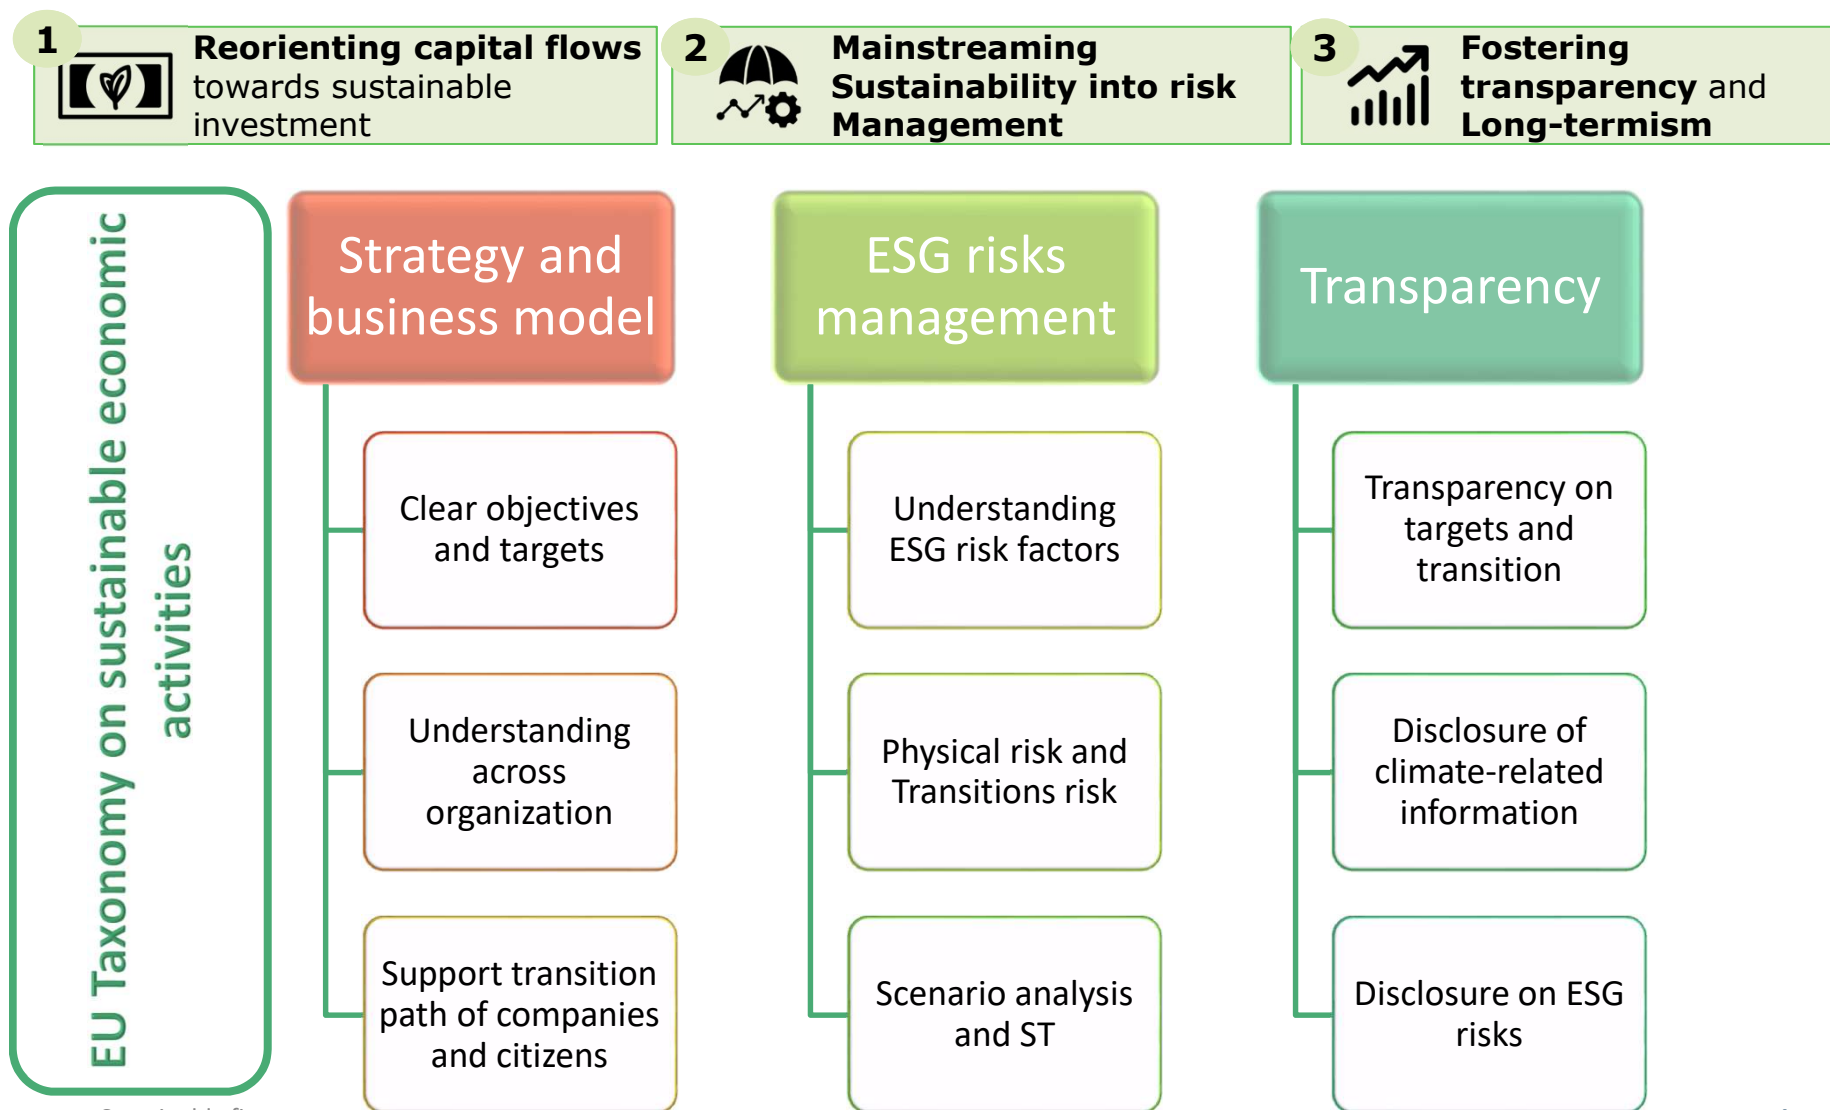 1
Reorienting capital flows
towards sustainable
investment
2
Mainstreaming
Sustainability into risk
Management
3
Fostering
transparency and
Long-termism
EU Taxonomy on sustainable economic
activities
Strategy and
business model
Clear objectives
and targets
Understanding
across
organization
Support transition
path of companies
and citizens
ESG risks
management
Understanding
ESG risk factors
Physical risk and
Transitions risk
Scenario analysis
and ST
Transparency
Transparency on
targets and
transition
Disclosure of
climate-related
information
Disclosure on ESG
risks